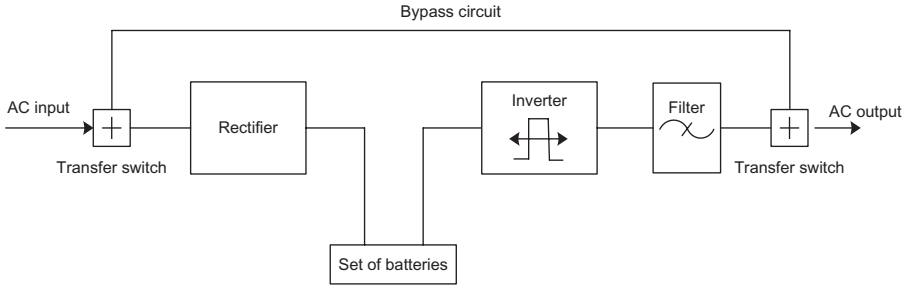 Bypass circuit
AC input
Transfer switch
Rectifier
Set of batteries
Inverter
Filter
Transfer switch
AC output